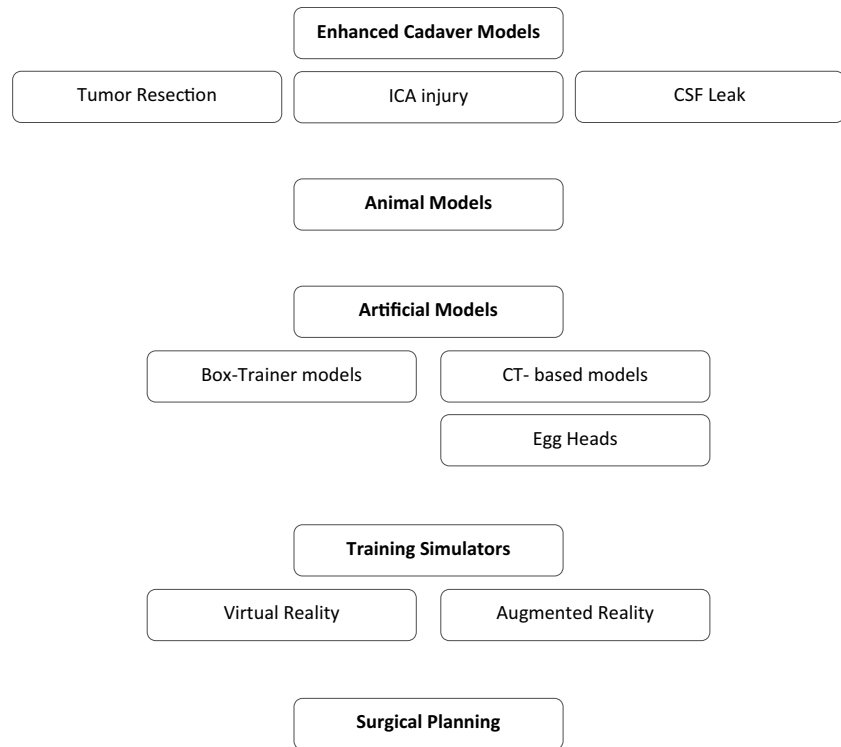 Enhanced Cadaver Models
Tumor Resection
ICA injury
CSF Leak
Animal Models
Artificial Models
Box-Trainer models
CT- based models
Egg Heads
Training Simulators
Virtual Reality
Augmented Reality
Surgical Planning